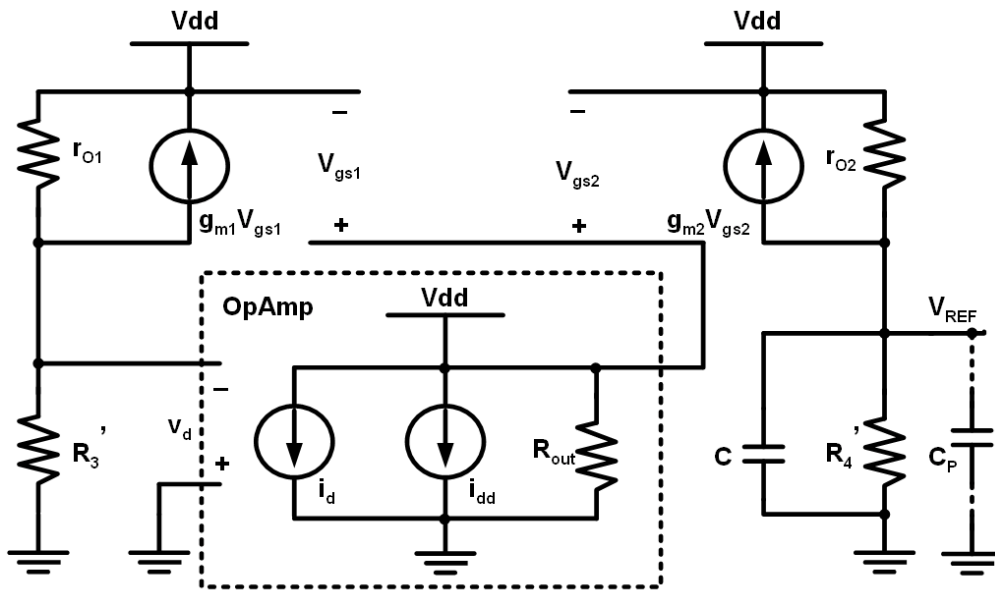 Vdd
Vdd
r_O1
−
−
r_O2
V_gs1
V_gs2
g_m1V_gs1
+
+
g_m2V_gs2
OpAmp
Vdd
V_REF
−
R_3'
v_d
+
i_d
i_dd
R_out
C
R_4'
C_P